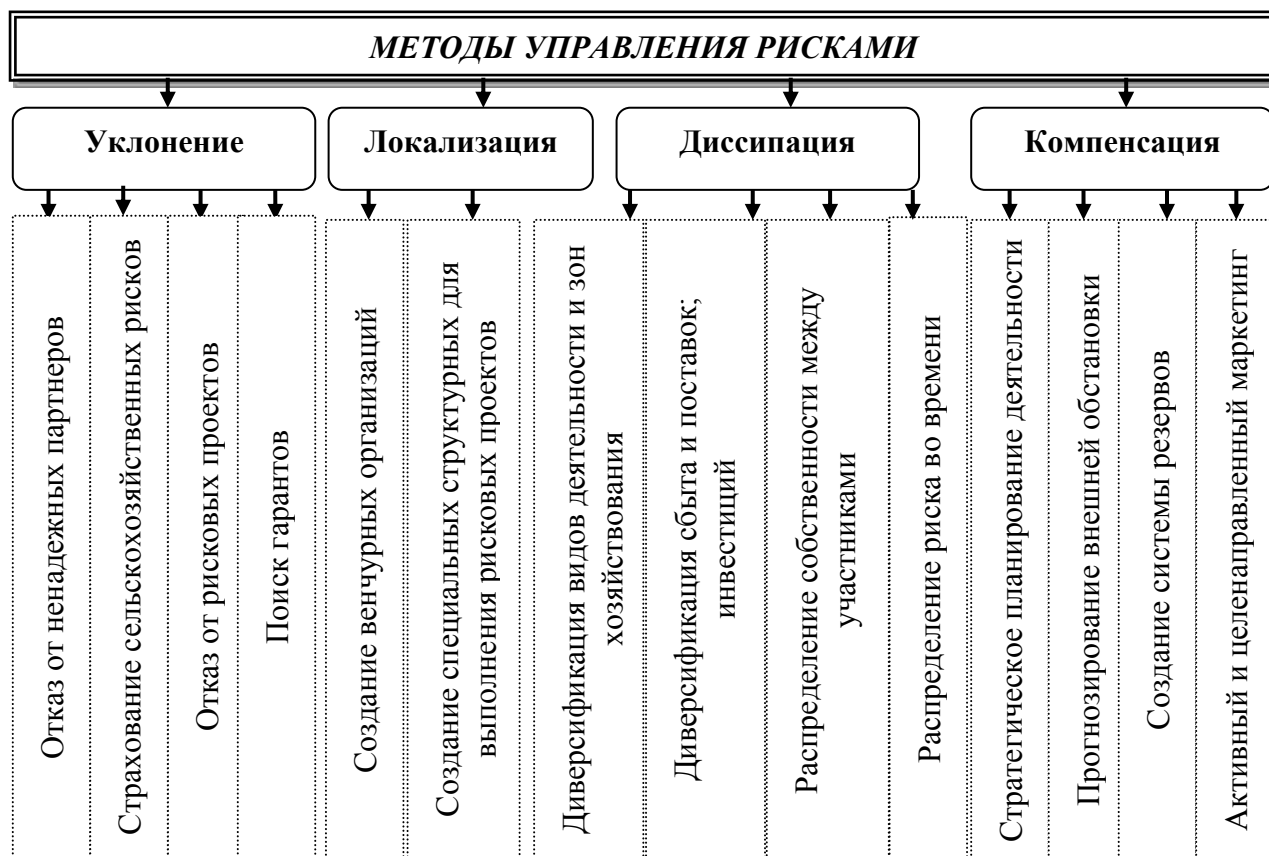 МЕТОДЫ УПРАВЛЕНИЯ РИСКАМИ
Уклонение
Локализация
Диссипация
Компенсация
Отказ от ненадежных партнеров
Страхование сельскохозяйственных рисков
Отказ от рисковых проектов
Поиск гарантов
Создание венчурных организаций
Создание специальных структурных для
выполнения рисковых проектов
Диверсификация видов деятельности и зон
хозяйствования
Диверсификация сбыта и поставок;
инвестиций
Распределение собственности между
участниками
Распределение риска во времени
Стратегическое планирование деятельности
Прогнозирование внешней обстановки
Создание системы резервов
Активный и целенаправленный маркетинг